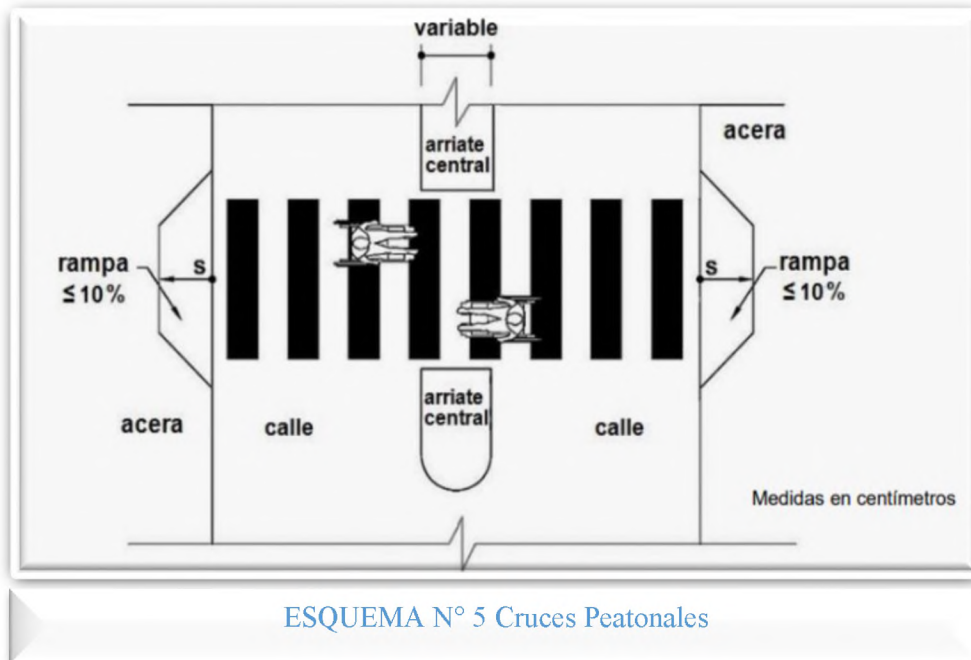 variable
arriate
central
acera
rampa
≤ 10%
S
S
rampa
≤ 10%
arriate
central
acera
calle
calle
Medidas en centímetros
ESQUEMA N° 5 Cruces Peatonales